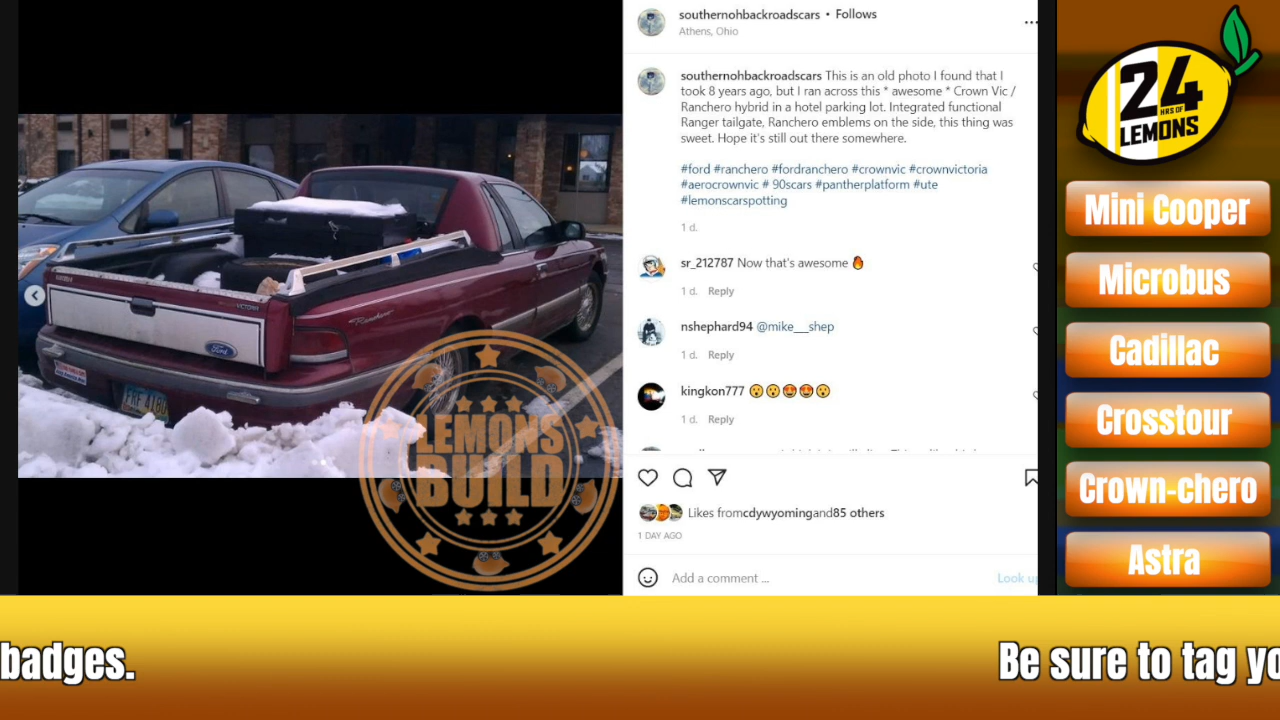 southernohbackroadscars • Follows
Athens, Ohio
southernohbackroadscars This is an old photo I found that I
took 8 years ago, but I ran across this * awesome * Crown Vic /
Ranchero hybrid in a hotel parking lot. Integrated functional
Ranger tailgate, Ranchero emblems on the side, this thing was
sweet. Hope it's still out there somewhere.
#ford #ranchero #fordranchero #crownvic #crownvictoria
#aerocrownvic # 90scars #pantherplatform #ute
#lemonscarspotting
1 d.
sr_212787 Now that's awesome 🔥
1 d. Reply
nshephard94 @mike__shep
1 d. Reply
kingkon777 😮😮😍😍😮
1 d. Reply
Likes fromcdywyomingand85 others
1 DAY AGO
Add a comment ...
Look u
Ranchero
VICTORIA
Ford
LEMONS
BUILD
24
HRS OF
LEMONS
Mini Cooper
Microbus
Cadillac
Crosstour
Crown-chero
Astra
badges.
Be sure to tag yo